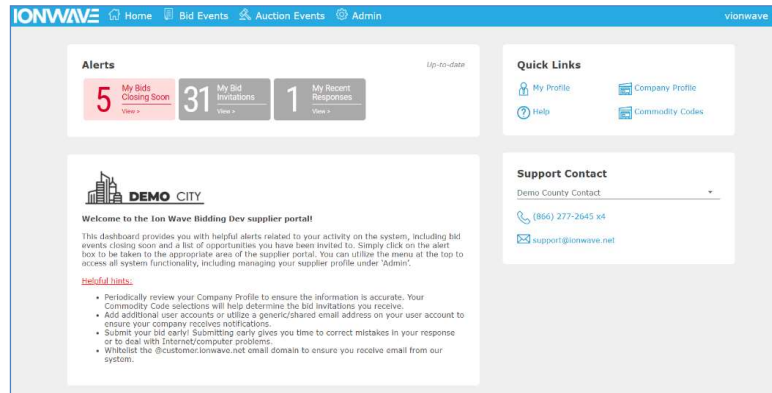 IONWAVE Home Bid Events Auction Events Admin vionwave
Alerts Up-to-date
5 My Bids Closing Soon View »
31 My Bid Invitations View »
1 My Recent Responses View »
Quick Links
My Profile Company Profile
Help Commodity Codes
DEMO CITY
Welcome to the Ion Wave Bidding Dev supplier portal!
This dashboard provides you with helpful alerts related to your activity on the system, including bid
events closing soon and a list of opportunities you have been invited to. Simply click on the alert
box to be taken to the appropriate area of the supplier portal. You can utilize the menu at the top to
access all system functionality, including managing your supplier profile under 'Admin'.
Helpful hints:
• Periodically review your Company Profile to ensure the information is accurate. Your
Commodity Code selections will help determine the bid invitations you receive.
• Add additional user accounts or utilize a generic/shared email address on your user account to
ensure your company receives notifications.
• Submit your bid early! Submitting early gives you time to correct mistakes in your response
or to deal with Internet/computer problems.
• Whitelist the @customer.ionwave.net email domain to ensure you receive email from our
system.
Support Contact
Demo County Contact
(866) 277-2645 x4
support@ionwave.net